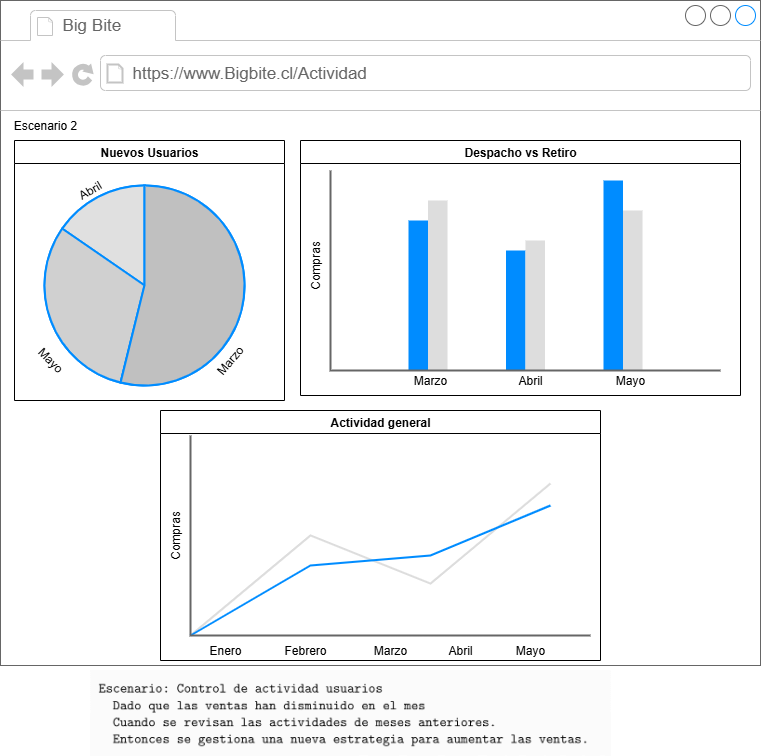 Big Bite
https://www.Bigbite.cl/Actividad
Escenario 2
Nuevos Usuarios
Abril
Mayo
Marzo
Despacho vs Retiro
Compras
Marzo
Abril
Mayo
Actividad general
Compras
Enero
Febrero
Marzo
Abril
Mayo
Escenario: Control de actividad usuarios
Dado que las ventas han disminuido en el mes
Cuando se revisan las actividades de meses anteriores.
Entonces se gestiona una nueva estrategia para aumentar las ventas.